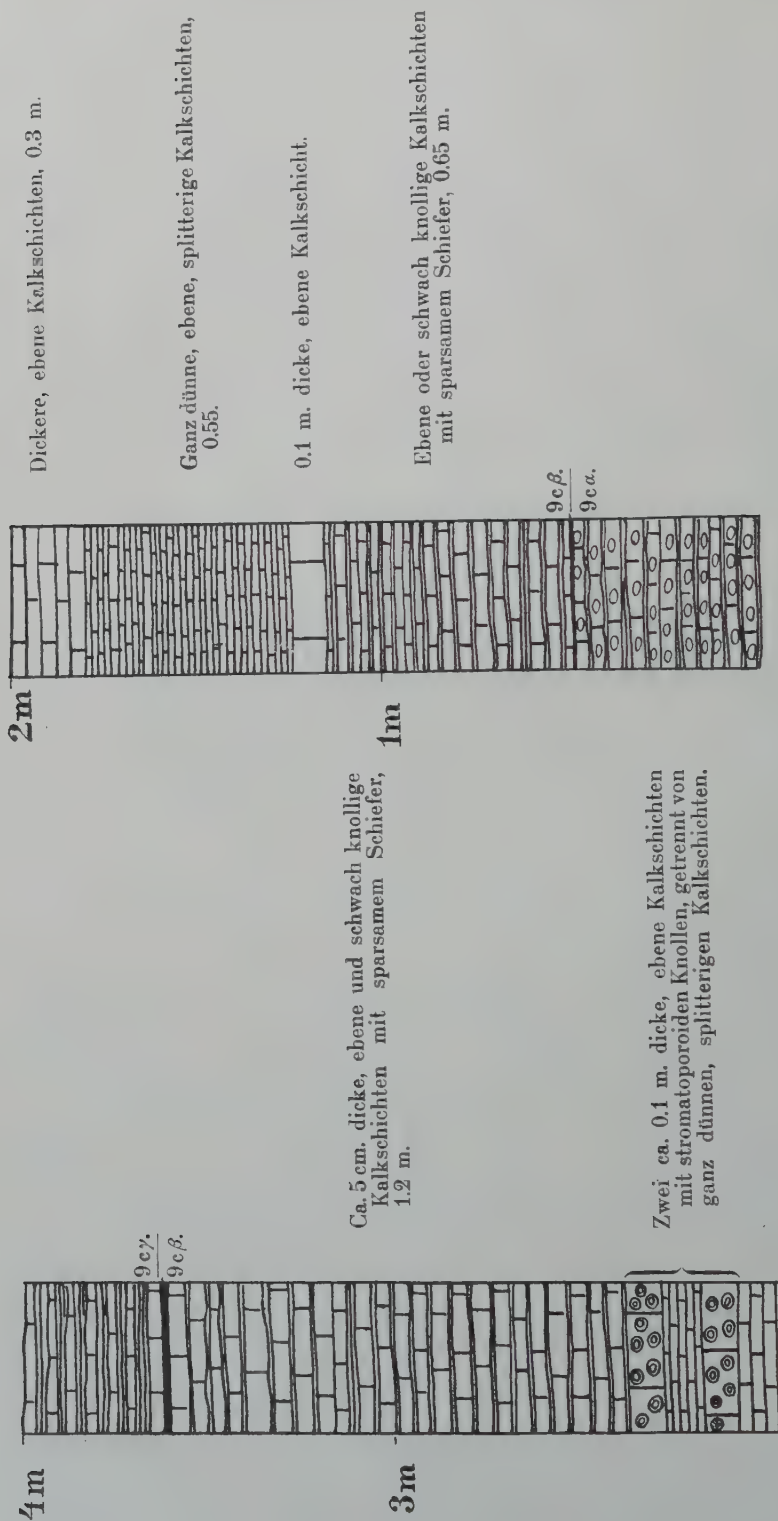 4m
9cγ.
9cβ.
Ca. 5 cm. dicke, ebene und schwach knollige
Kalkschichten mit sparsamem Schiefer,
1.2 m.
3m
Zwei ca. 0.1 m. dicke, ebene Kalkschichten
mit stromatoporoiden Knollen, getrennt von
ganz dünnen, splitterigen Kalkschichten.
2m
Dickere, ebene Kalkschichten, 0.3 m.
Ganz dünne, ebene, splitterige Kalkschichten,
0.55.
0.1 m. dicke, ebene Kalkschicht.
1m
Ebene oder schwach knollige Kalkschichten
mit sparsamem Schiefer, 0.65 m.
9cβ.
9cα.